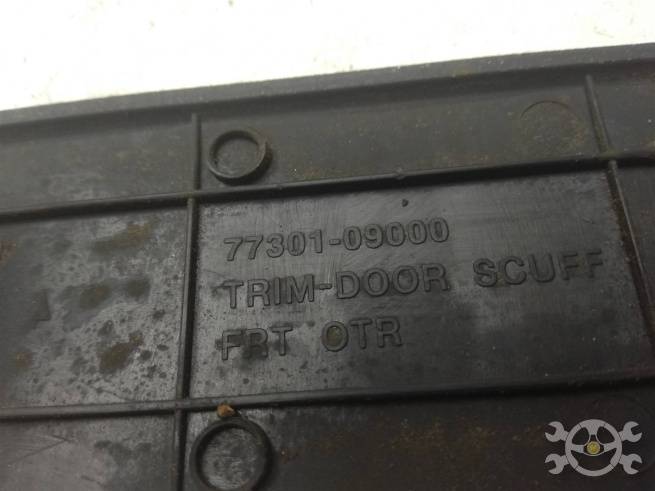 77301-09000
TRIM-DOOR SCUFF
FRT OTR